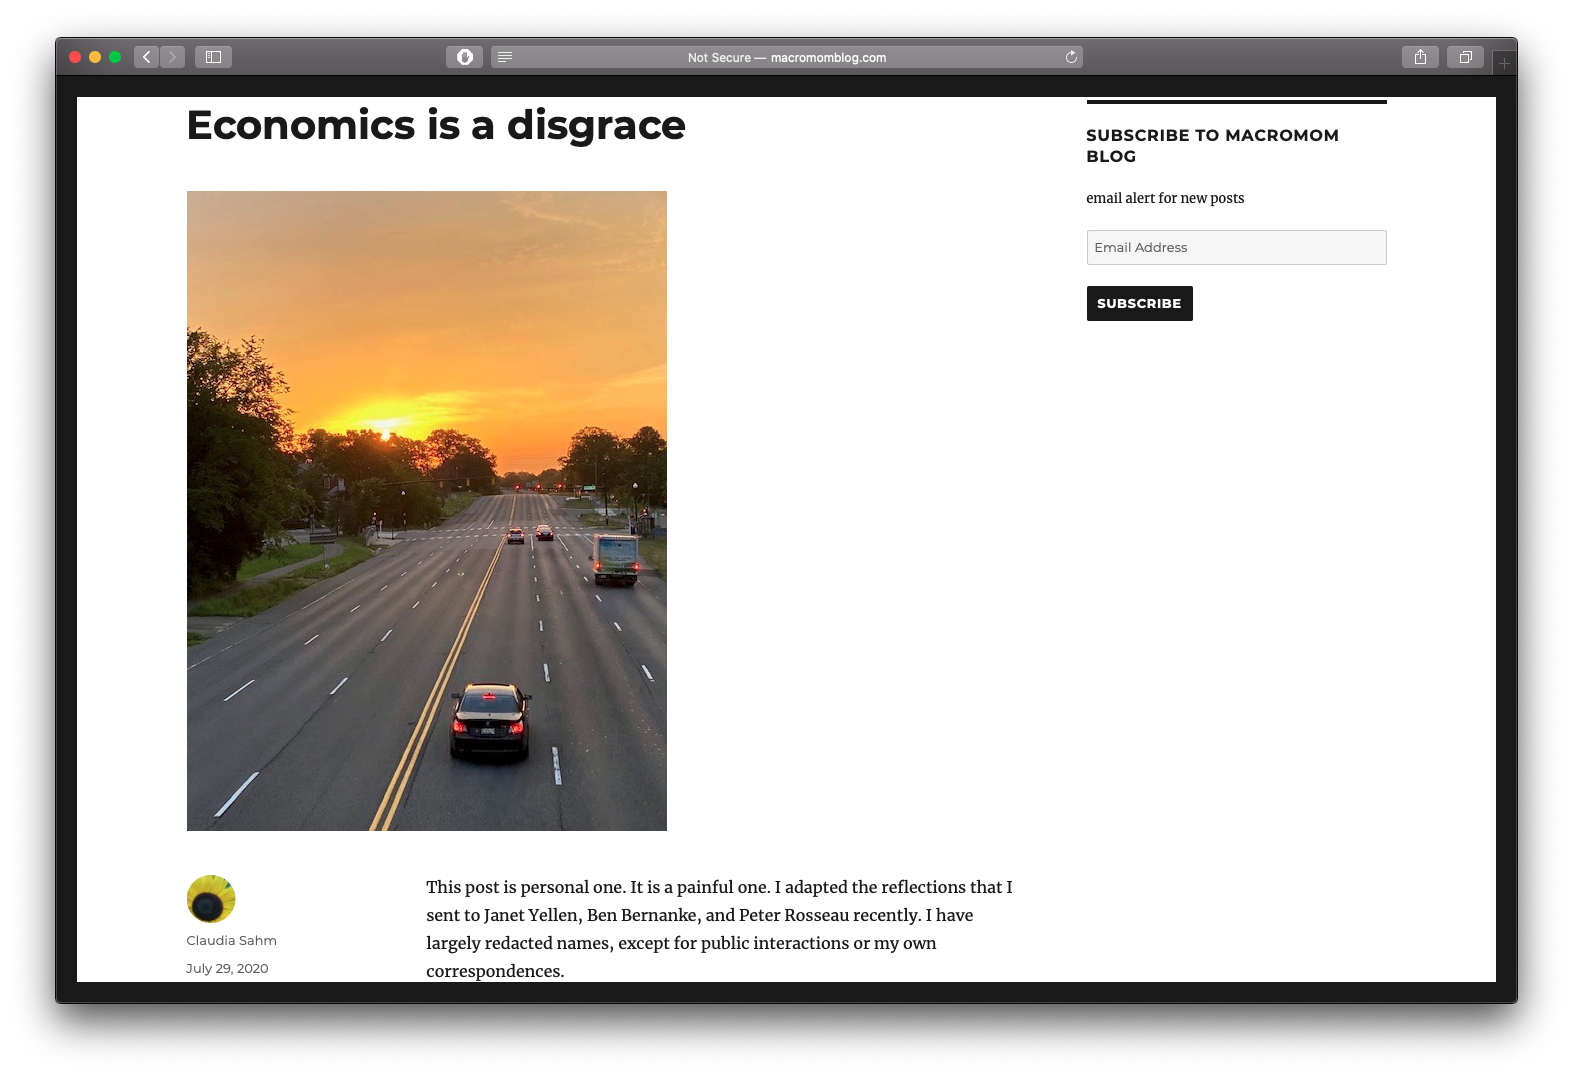 Not Secure — macromomblog.com
Economics is a disgrace
SUBSCRIBE TO MACROMOM
BLOG
email alert for new posts
Email Address
SUBSCRIBE
Claudia Sahm
July 29, 2020
This post is personal one. It is a painful one. I adapted the reflections that I
sent to Janet Yellen, Ben Bernanke, and Peter Rosseau recently. I have
largely redacted names, except for public interactions or my own
correspondences.